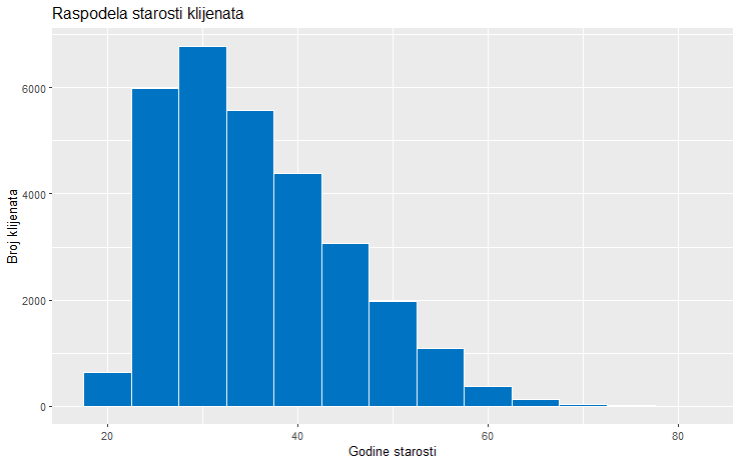 Raspodela starosti klijenata
Broj klijenata
6000
4000
2000
0
20 40 60 80
Godine starosti